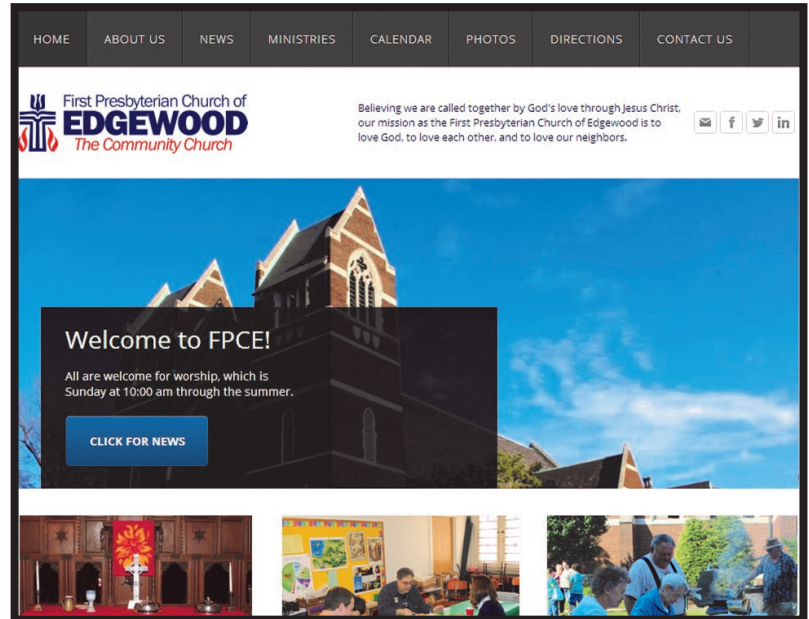 HOME ABOUT US NEWS MINISTRIES CALENDAR PHOTOS DIRECTIONS CONTACT US
First Presbyterian Church of
EDGEWOOD
The Community Church
Believing we are called together by God's love through Jesus Christ,
our mission as the First Presbyterian Church of Edgewood is to
love God, to love each other, and to love our neighbors.
f in
Welcome to FPCE!
All are welcome for worship, which is
Sunday at 10:00 am through the summer.
CLICK FOR NEWS